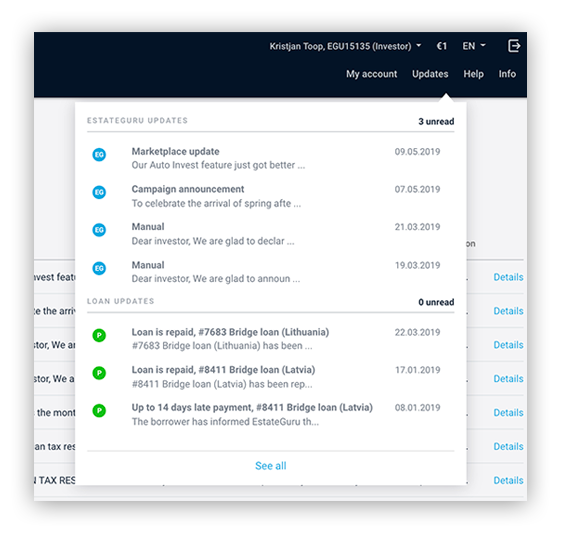 Kristjan Toop, EGU15135 (Investor) €1 EN
My account Updates Help Info
ESTATEGURU UPDATES 3 unread
EG Marketplace update 09.05.2019
Our Auto Invest feature just got better ...
EG Campaign announcement 07.05.2019
To celebrate the arrival of spring afte ...
EG Manual 21.03.2019
Dear investor, We are glad to declar ...
on
EG Manual 19.03.2019
Dear investor, We are glad to announ ...
nvest feat Details
LOAN UPDATES 0 unread
te the arri Details
P Loan is repaid, #7683 Bridge loan (Lithuania) 22.03.2019
#7683 Bridge loan (Lithuania) has been ...
stor, We ar Details
P Loan is repaid, #8411 Bridge loan (Latvia) 17.01.2019
#8411 Bridge loan (Latvia) has been rep...
stor, We a Details
P Up to 14 days late payment, #8411 Bridge loan (Latvia) 08.01.2019
the mont Details
The borrower has informed EstateGuru th...
an tax res Details
See all
N TAX RES Details